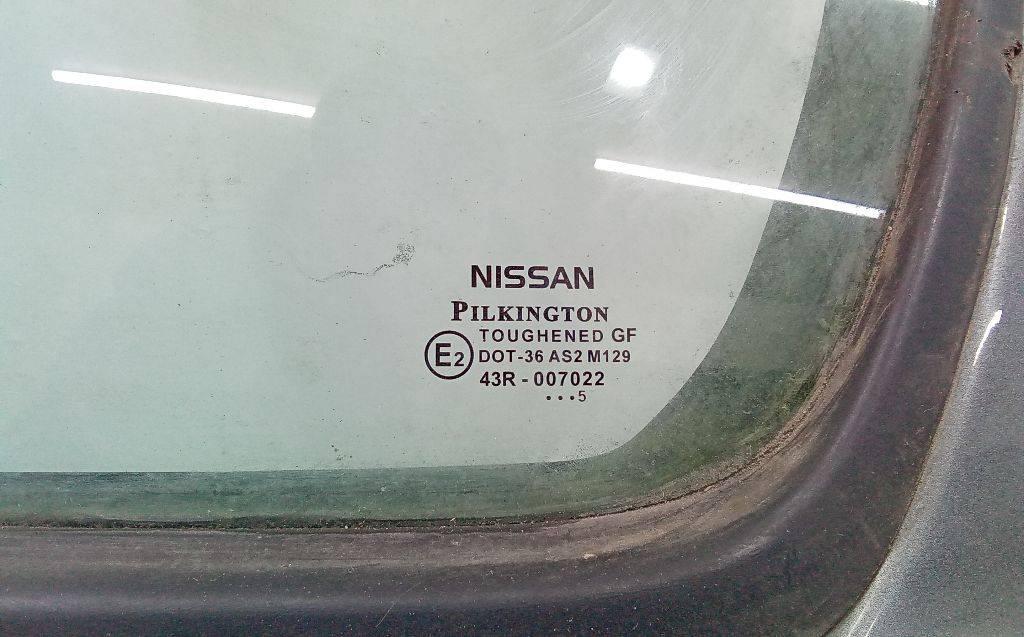 NISSAN
PILKINGTON
TOUGHENED GF
E2 DOT-36 AS2 M129
43R - 007022
...5